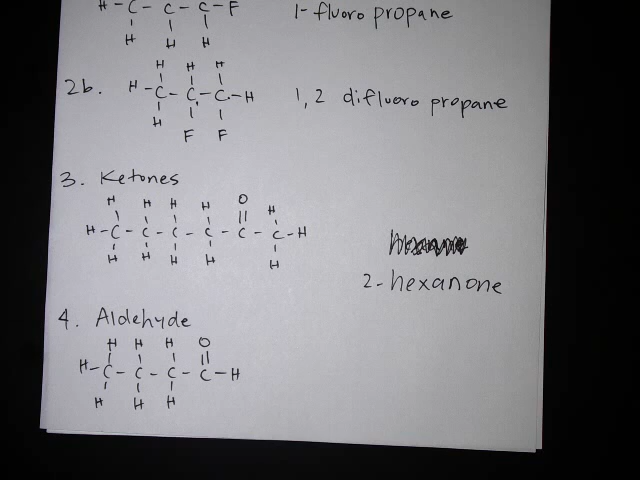 H - C - C - C - F 1- fluoro propane
H H H
H H H
2b. H - C - C - C - H 1, 2 difluoro propane
H F F
3. Ketones
H H H H O H
H - C - C - C - C - C - C - H
H H H H H
2 - hexanone
4. Aldehyde
H H H O
H - C - C - C - C - H
H H H